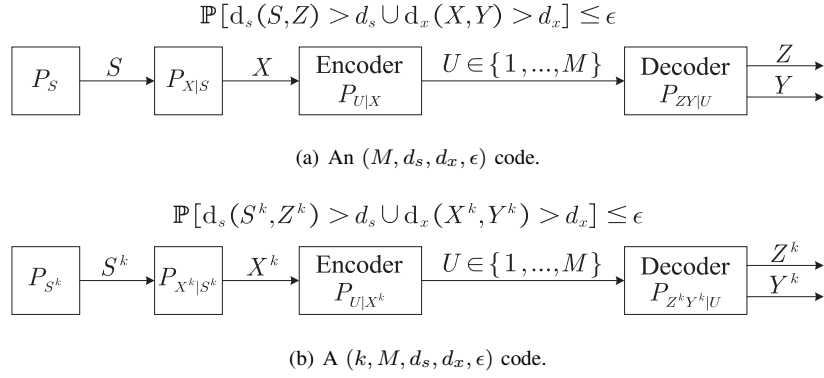 ℙ[d_s(S,Z) > d_s ∪ d_x(X,Y) > d_x] ≤ ϵ
P_S S P_{X|S} X Encoder P_{U|X} U ∈ {1,...,M} Decoder P_{ZY|U} Z Y
(a) An (M, d_s, d_x, ϵ) code.
ℙ[d_s(S^k,Z^k) > d_s ∪ d_x(X^k,Y^k) > d_x] ≤ ϵ
P_{S^k} S^k P_{X^k|S^k} X^k Encoder P_{U|X^k} U ∈ {1,...,M} Decoder P_{Z^kY^k|U} Z^k Y^k
(b) A (k, M, d_s, d_x, ϵ) code.